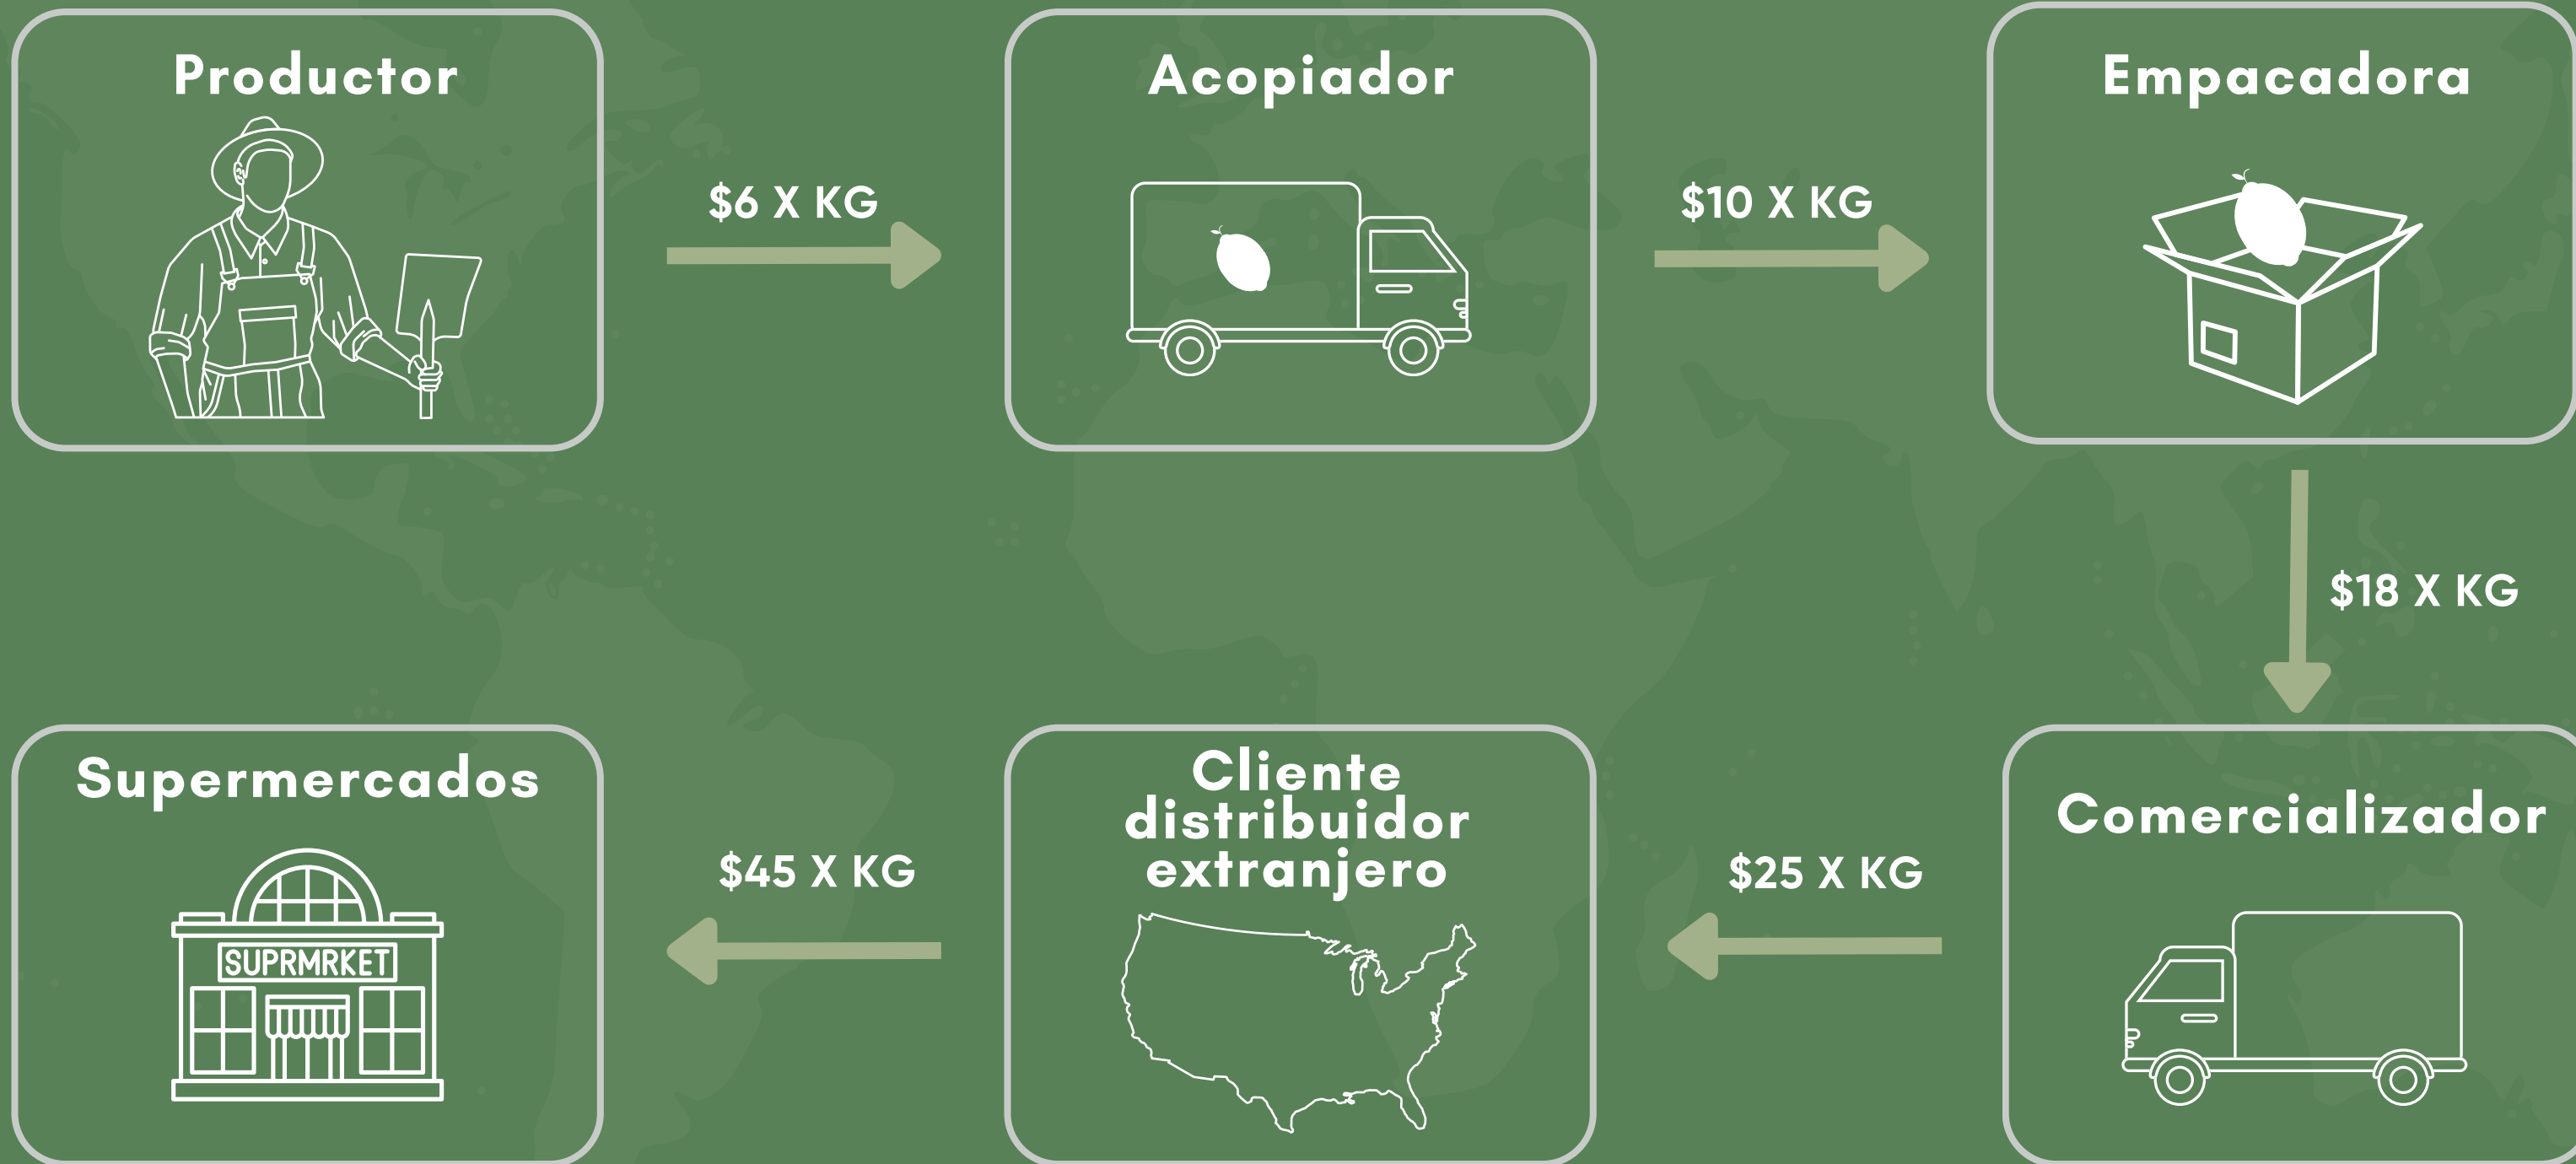 Productor
$6 X KG
Acopiador
$10 X KG
Empacadora
$18 X KG
Comercializador
$25 X KG
Cliente
distribuidor
extranjero
$45 X KG
Supermercados
SUPRMRKET